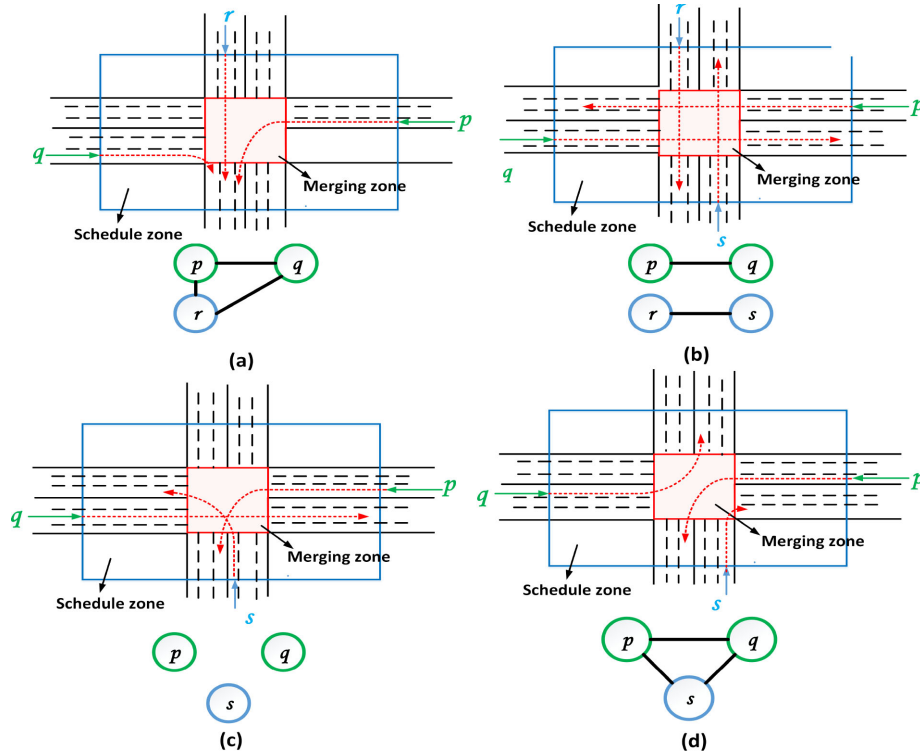 r
p
q
Merging zone
Schedule zone
p
q
r
(a)
r
p
q
Merging zone
Schedule zone
s
p
q
r
s
(b)
p
q
Merging zone
Schedule zone
s
p
q
s
(c)
p
q
Merging zone
Schedule zone
s
p
q
s
(d)